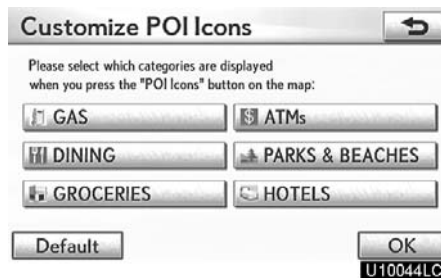 Customize POI Icons
Please select which categories are displayed
when you press the "POI Icons" button on the map:
GAS
$ ATMs
DINING
PARKS & BEACHES
GROCERIES
HOTELS
Default
OK
U10044LC